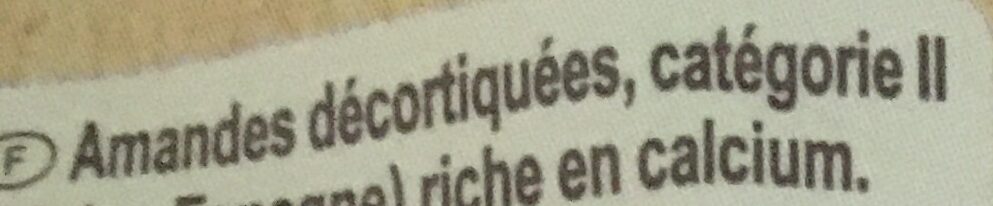 F Amandes décortiquées, catégorie II
riche en calcium.